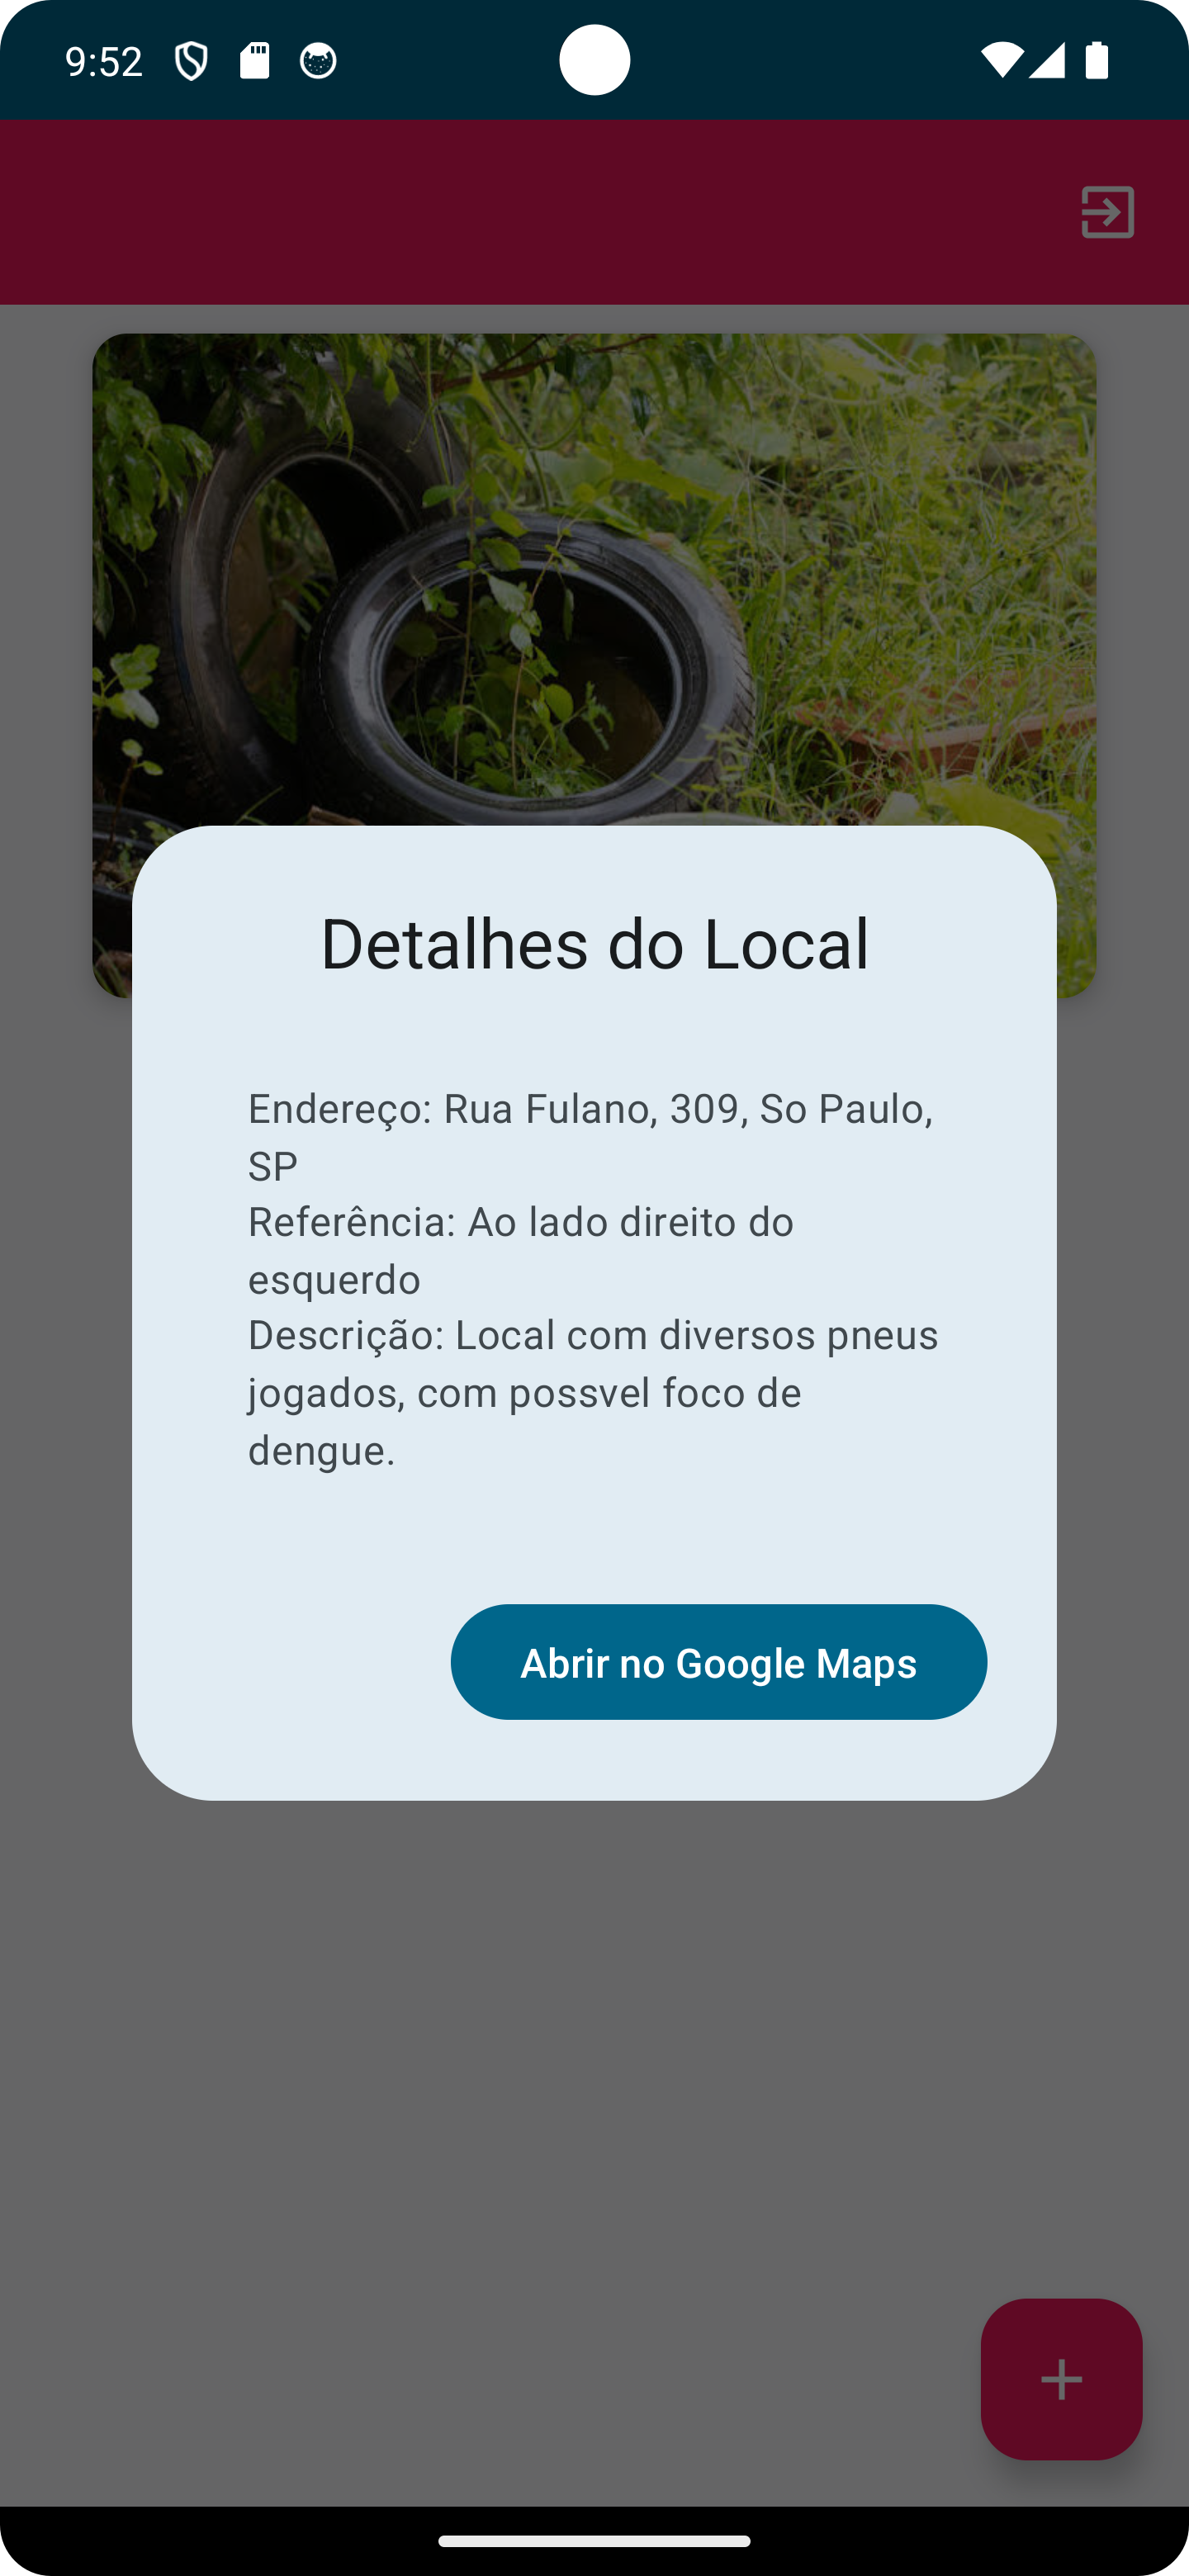 9:52
Detalhes do Local
Endereço: Rua Fulano, 309, So Paulo,
SP
Referência: Ao lado direito do
esquerdo
Descrição: Local com diversos pneus
jogados, com possvel foco de
dengue.
Abrir no Google Maps